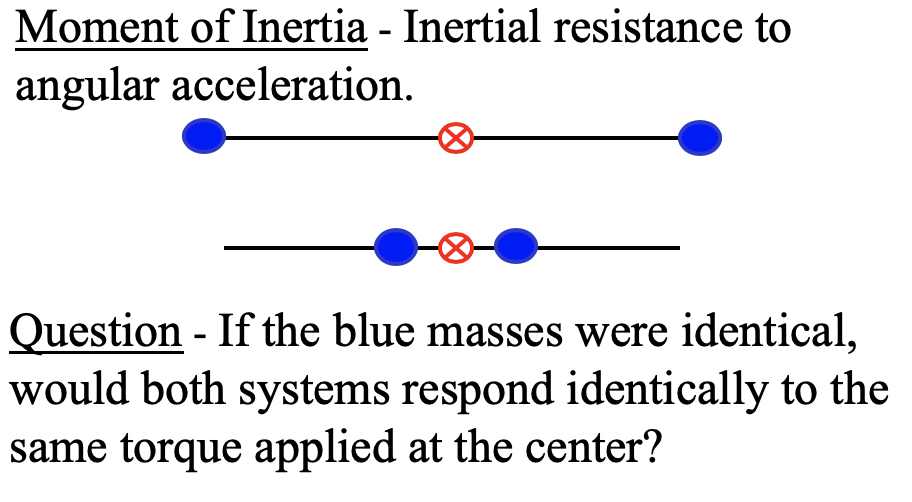 Moment of Inertia - Inertial resistance to
angular acceleration.
Question - If the blue masses were identical,
would both systems respond identically to the
same torque applied at the center?